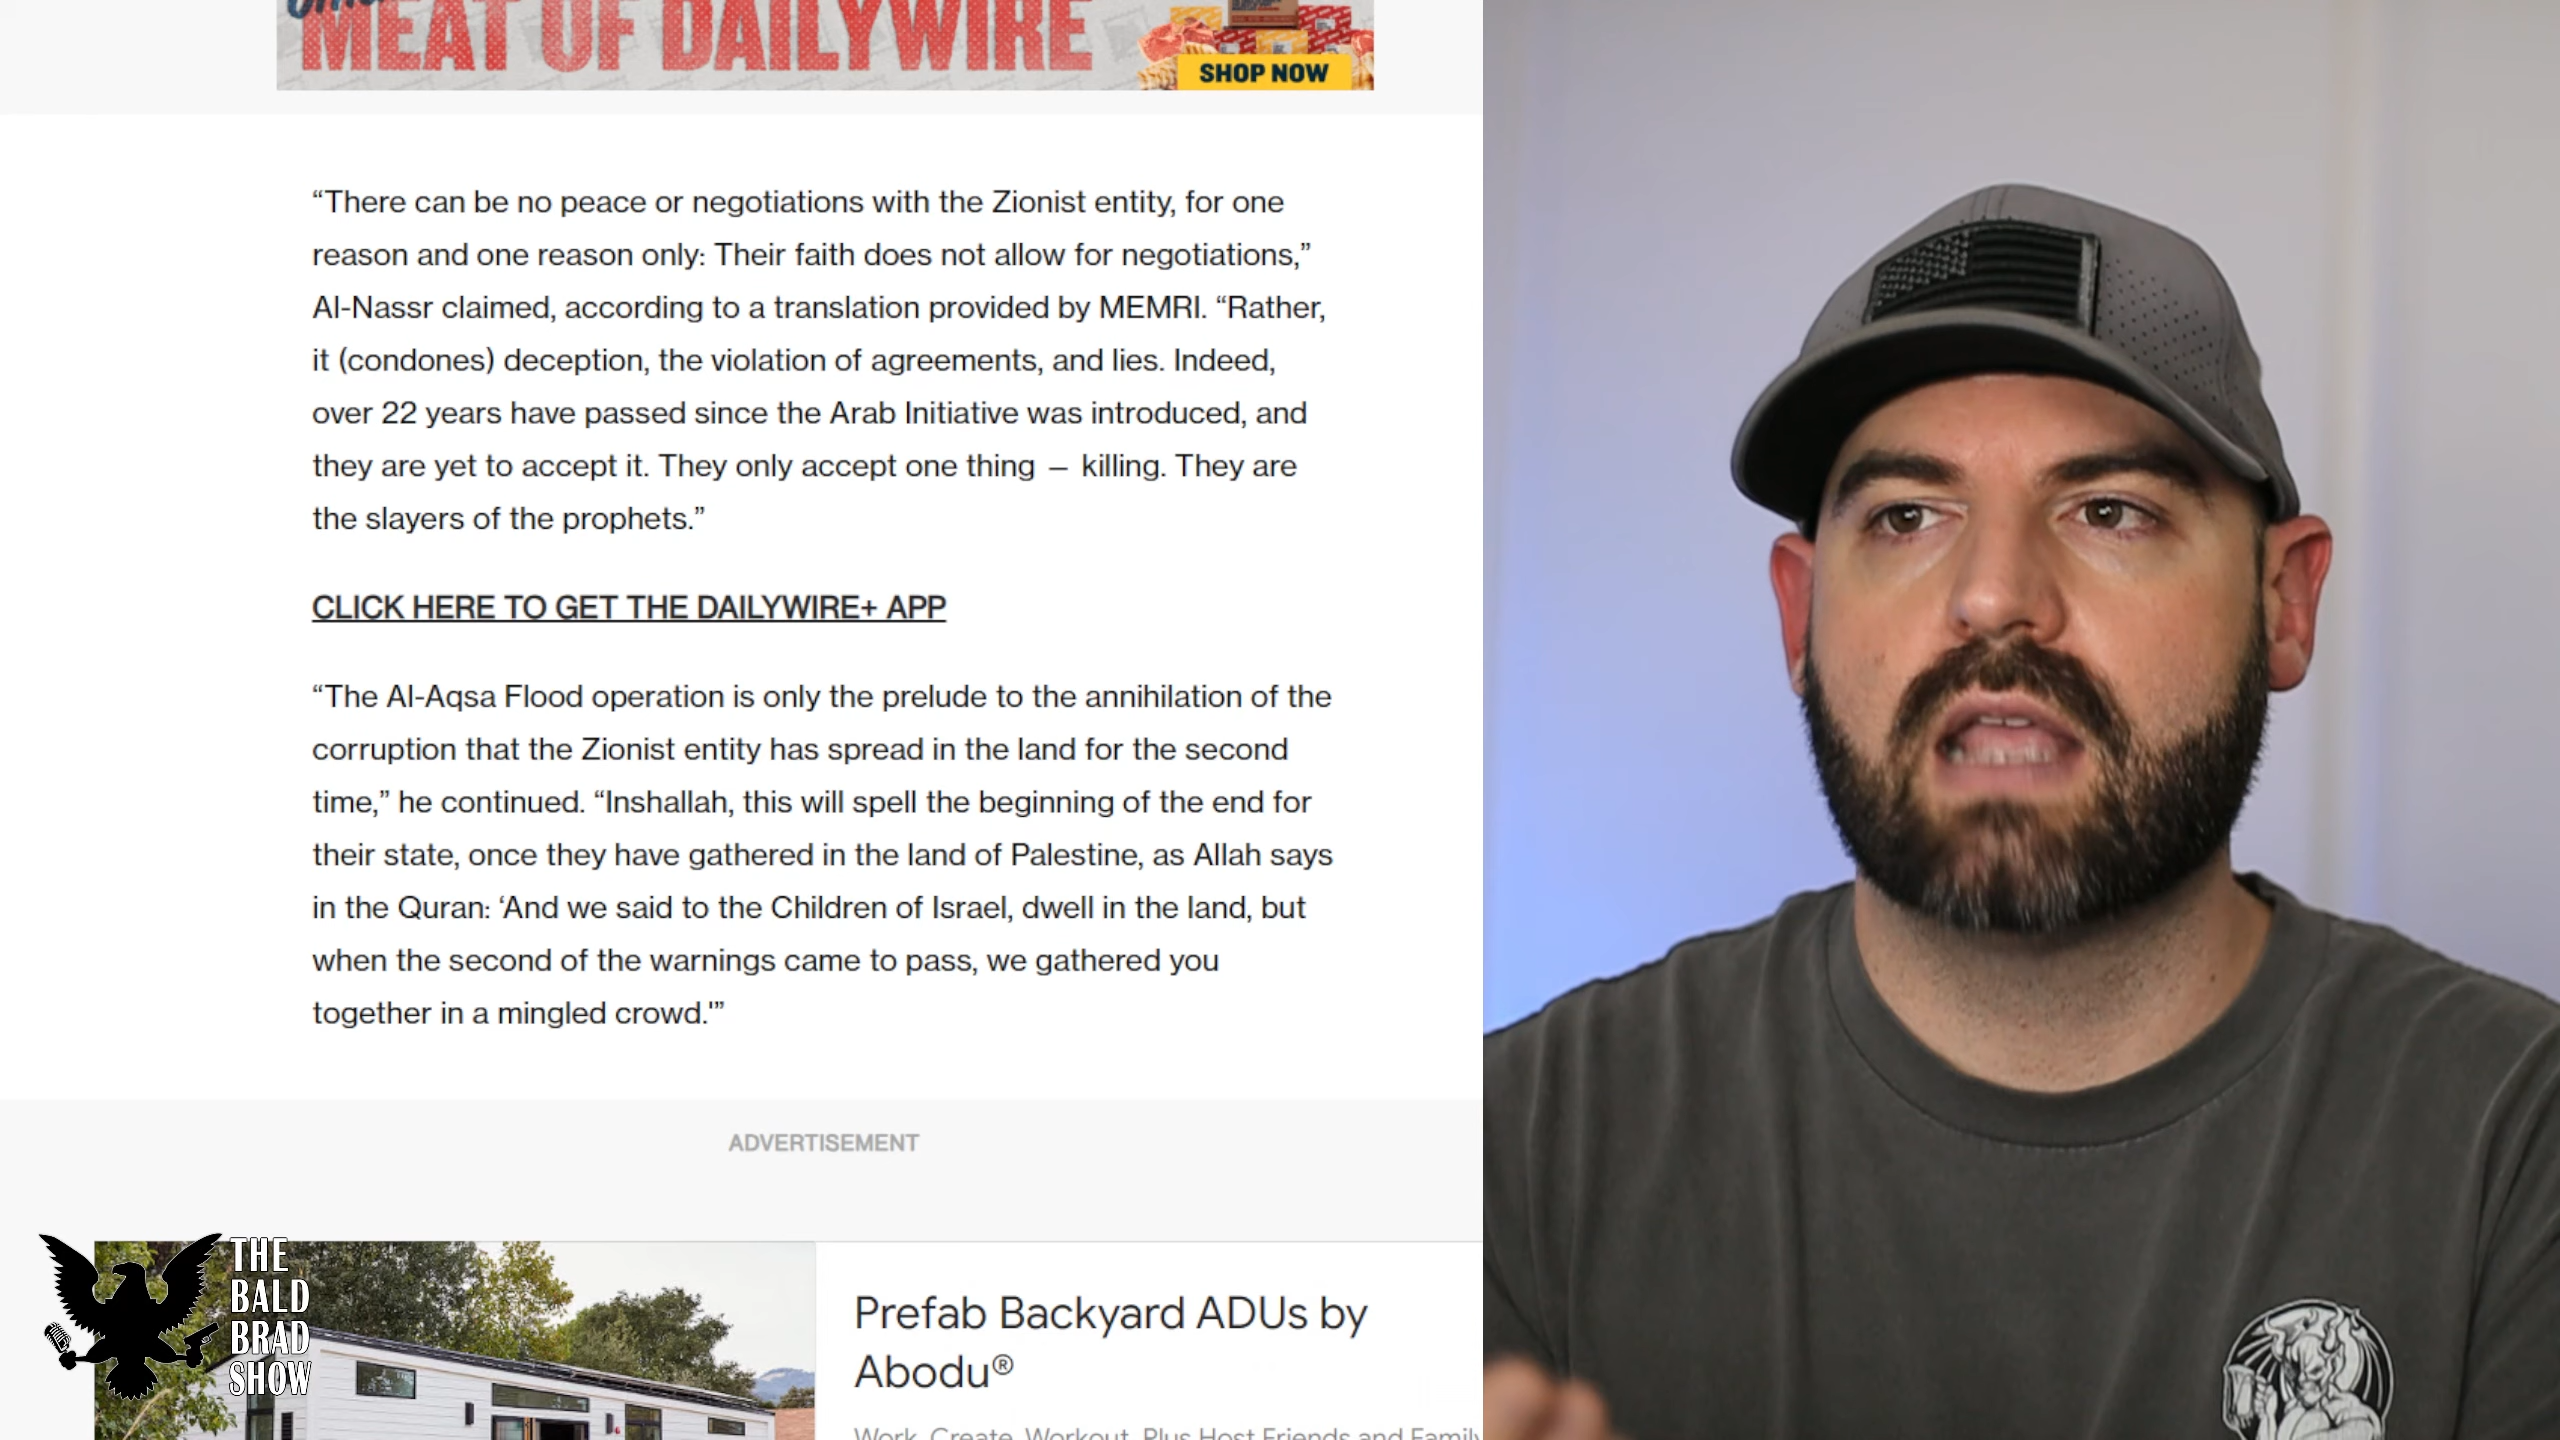 MEAT OF DAILYWIRE
SHOP NOW
“There can be no peace or negotiations with the Zionist entity, for one
reason and one reason only: Their faith does not allow for negotiations,”
Al-Nassr claimed, according to a translation provided by MEMRI. “Rather,
it (condones) deception, the violation of agreements, and lies. Indeed,
over 22 years have passed since the Arab Initiative was introduced, and
they are yet to accept it. They only accept one thing – killing. They are
the slayers of the prophets.”
CLICK HERE TO GET THE DAILYWIRE+ APP
“The Al-Aqsa Flood operation is only the prelude to the annihilation of the
corruption that the Zionist entity has spread in the land for the second
time,” he continued. “Inshallah, this will spell the beginning of the end for
their state, once they have gathered in the land of Palestine, as Allah says
in the Quran: ‘And we said to the Children of Israel, dwell in the land, but
when the second of the warnings came to pass, we gathered you
together in a mingled crowd.'”
ADVERTISEMENT
THE
BALD
BRAD
SHOW
Prefab Backyard ADUs by
Abodu®
Work, Create, Workout, Plus Host Friends and Family